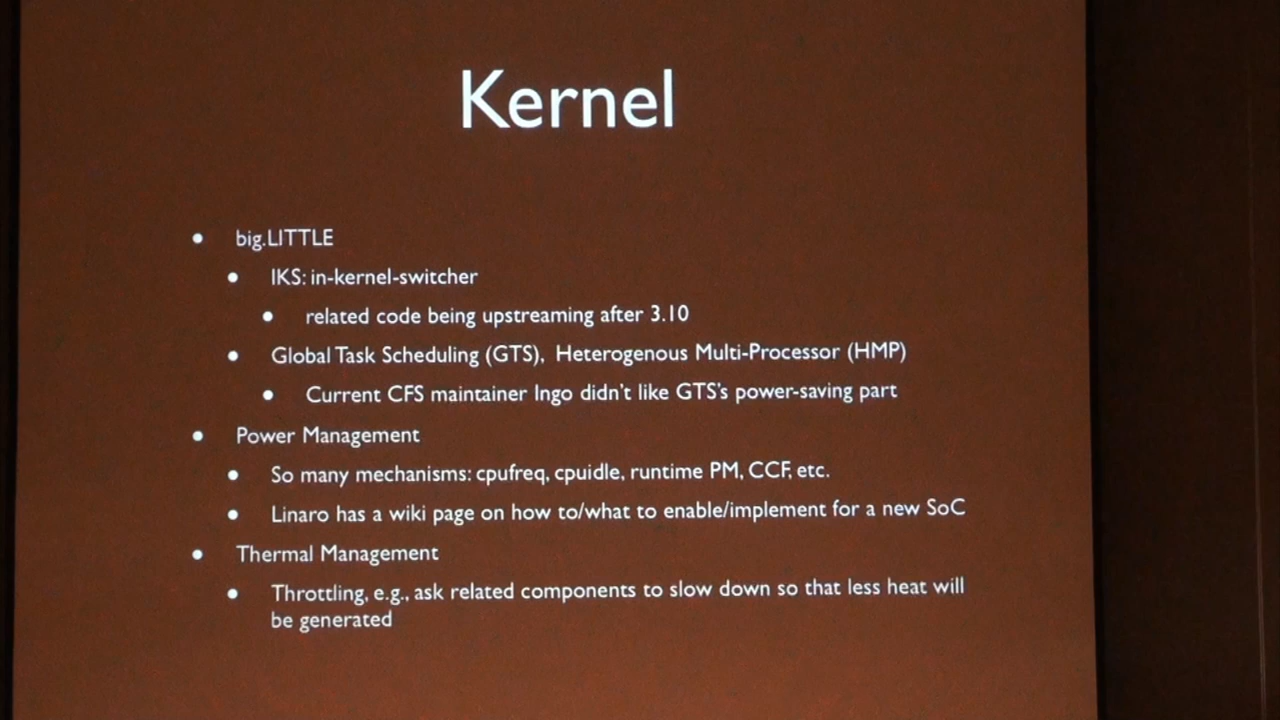 Kernel
• big.LITTLE
• IKS: in-kernel-switcher
• related code being upstreaming after 3.10
• Global Task Scheduling (GTS), Heterogenous Multi-Processor (HMP)
• Current CFS maintainer Ingo didn't like GTS's power-saving part
• Power Management
• So many mechanisms: cpufreq, cpuidle, runtime PM, CCF, etc.
• Linaro has a wiki page on how to/what to enable/implement for a new SoC
• Thermal Management
• Throttling, e.g., ask related components to slow down so that less heat will
be generated